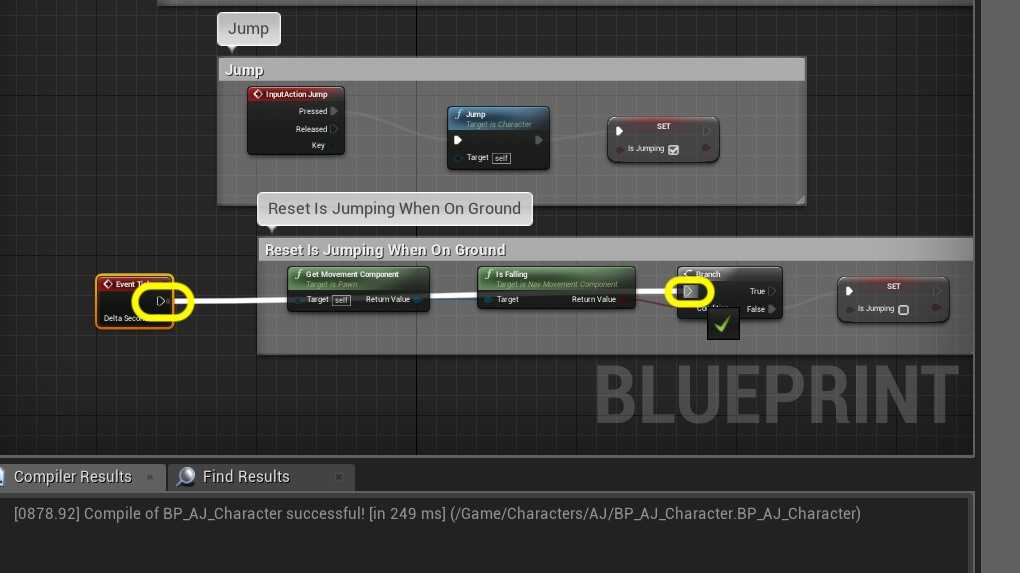 Jump
Jump
InputAction Jump
Pressed
Released
Key
Jump
Target is Character
Target self
SET
Is Jumping
Reset Is Jumping When On Ground
Reset Is Jumping When On Ground
Event
Delta
Get Movement Component
Target is Pawn
Target self Return Value
Is Falling
Target is Nav Movement Component
Target Return Value
Branch
True
False
SET
Is Jumping
BLUEPRINT
Compiler Results
Find Results
[0878.92] Compile of BP_AJ_Character successful! [in 249 ms] (/Game/Characters/AJ/BP_AJ_Character.BP_AJ_Character)